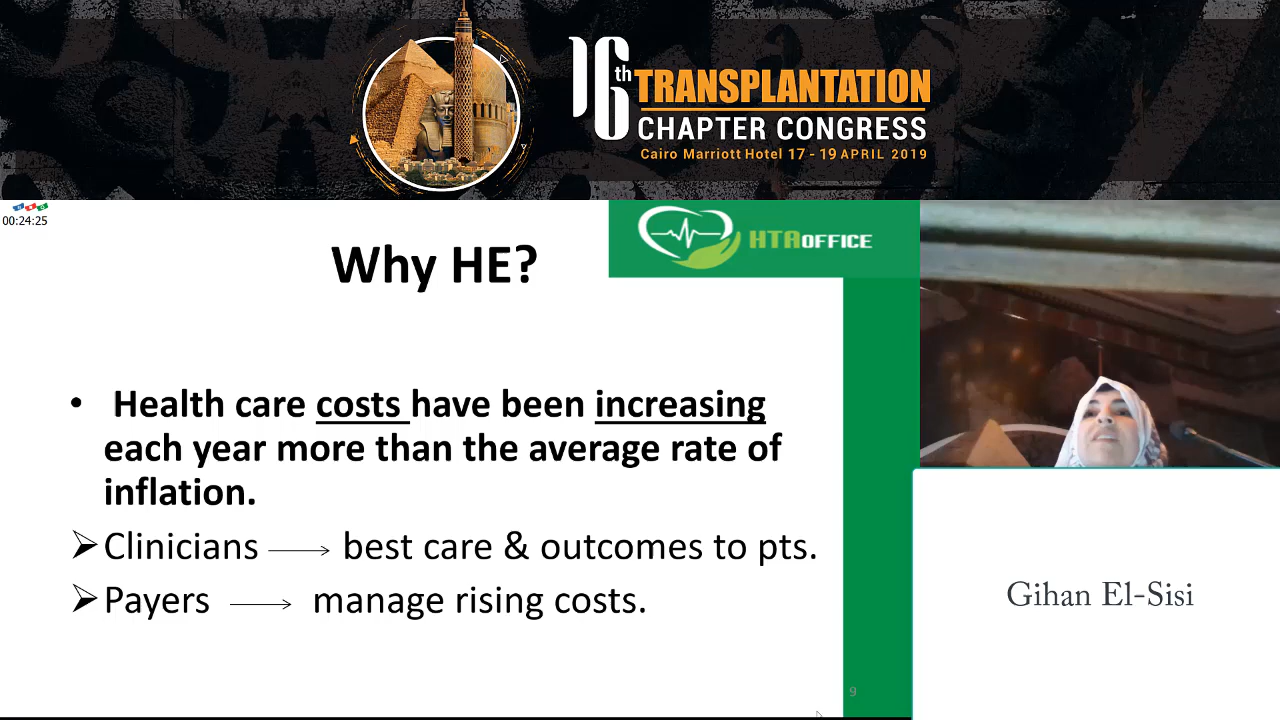 16th TRANSPLANTATION
CHAPTER CONGRESS
Cairo Marriott Hotel 17 - 19 APRIL 2019
00:24:25
HTAOFFICE
Why HE?
• Health care costs have been increasing
each year more than the average rate of
inflation.
➢Clinicians ⟶ best care & outcomes to pts.
➢Payers ⟶ manage rising costs.
Gihan El-Sisi
9